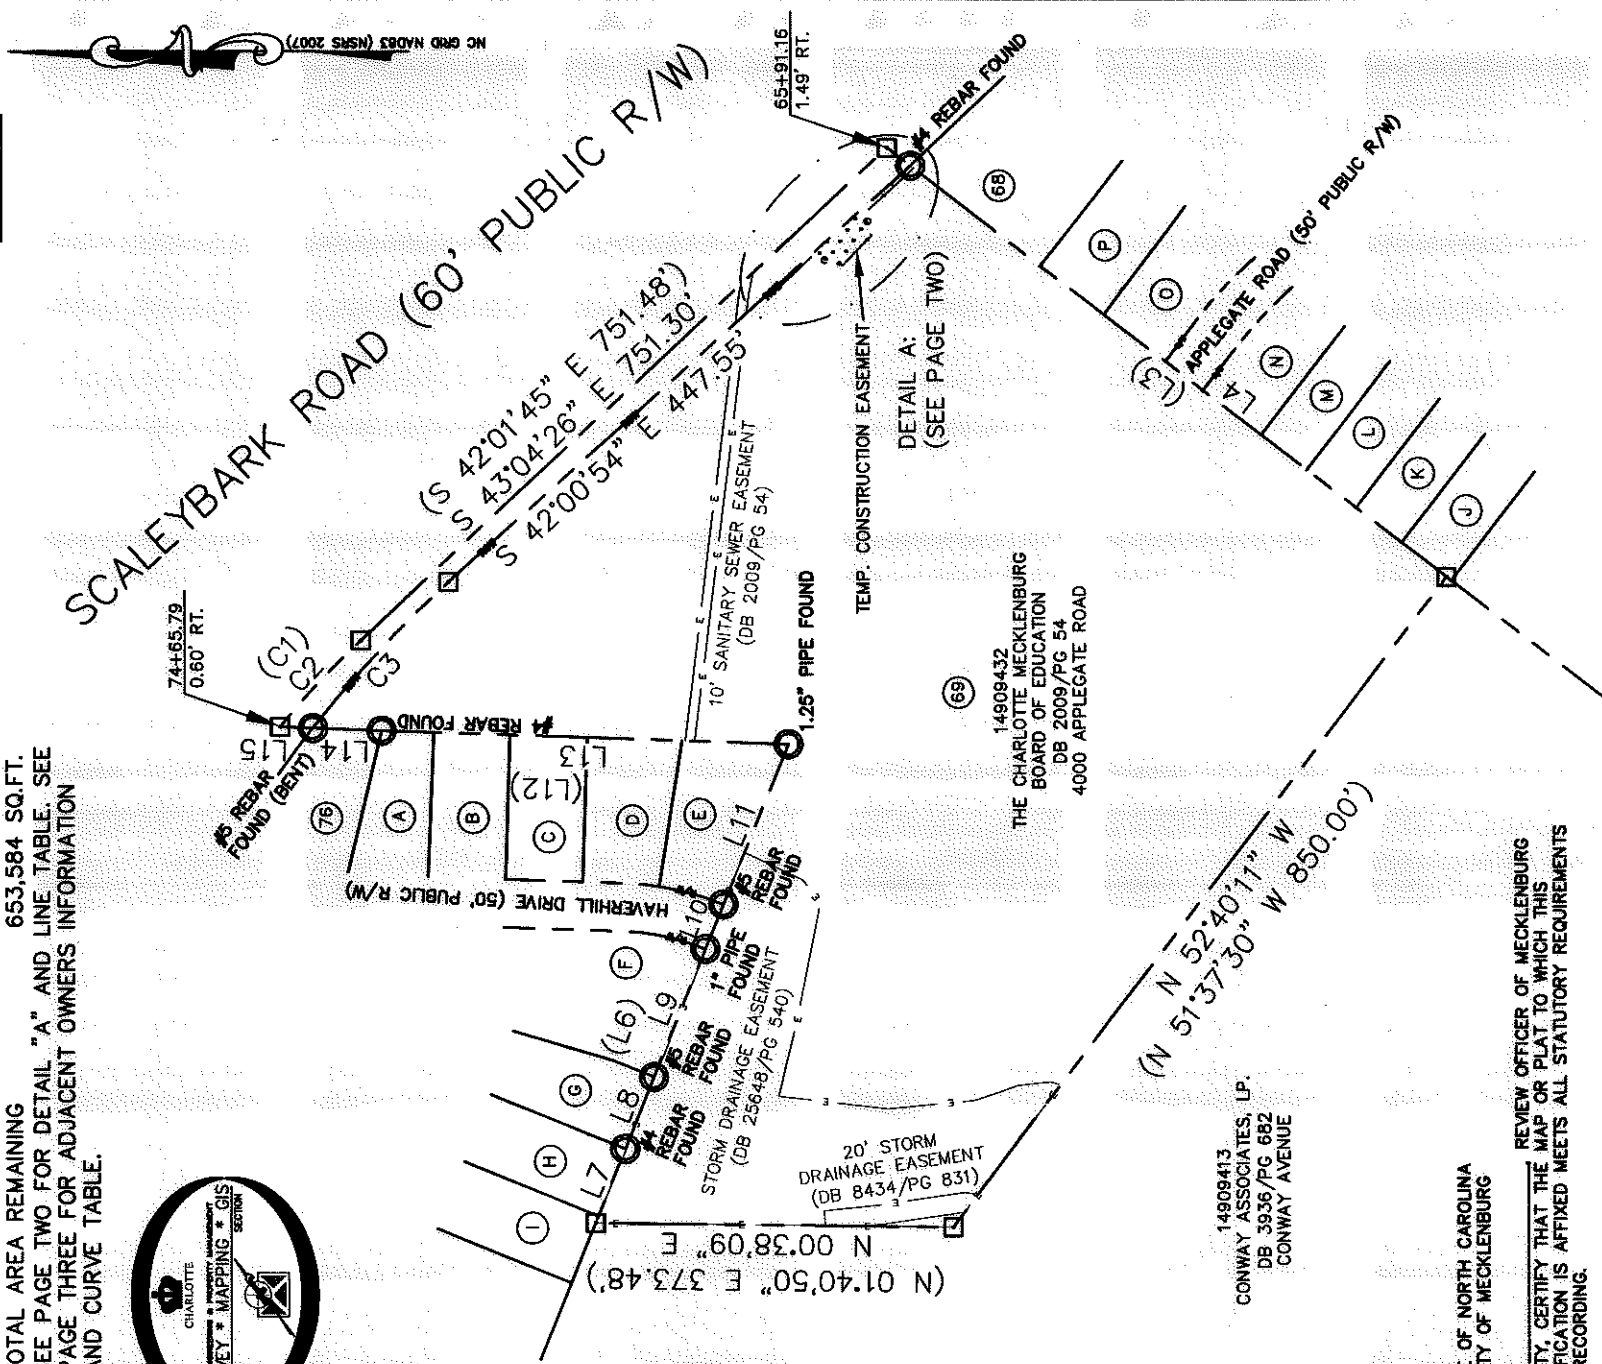 OTAL AREA REMAINING 653,584 SQ.FT.
EE PAGE TWO FOR DETAIL "A" AND LINE TABLE. SEE
PAGE THREE FOR ADJACENT OWNERS INFORMATION
AND CURVE TABLE.
NC GRID NAD83 (NSRS 2007)
SCALEYBARK ROAD (60' PUBLIC R/W)
65+91.16
1.49' RT.
#4 REBAR FOUND
74+65.79
0.60' RT.
(C1)
C2
C3
(S 42°01'45" E 751.48')
S 43°04'26" E 751.30'
S 42°00'54" E 447.55'
L15
L14
#5 REBAR
FOUND (BENT)
#4 REBAR FOUND
L13
(L12)
76
A
B
C
D
E
HAVERHILL DRIVE (50' PUBLIC R/W)
10' SANITARY SEWER EASEMENT
(DB 2009/PG 54)
1.25" PIPE FOUND
TEMP. CONSTRUCTION EASEMENT
DETAIL A:
(SEE PAGE TWO)
68
P
O
(L3)
APPLEGATE ROAD (50' PUBLIC R/W)
L4
N
M
L
K
J
L11
#5
REBAR
FOUND
L10
1" PIPE
FOUND
F
(L6)
L9
#5
REBAR
FOUND
G
L8
#4
REBAR
FOUND
H
L7
I
STORM DRAINAGE EASEMENT
(DB 25648/PG 540)
20' STORM
DRAINAGE EASEMENT
(DB 8434/PG 831)
69
14909432
THE CHARLOTTE MECKLENBURG
BOARD OF EDUCATION
DB 2009/PG 54
4000 APPLEGATE ROAD
N 52°40'11" W
(N 51°37'30" W 850.00')
N 00°38'09" E
(N 01°40'50" E 373.48')
14909413
CONWAY ASSOCIATES, LP.
DB 3936/PG 682
CONWAY AVENUE
CHARLOTTE
VEY * MAPPING * GIS
SECTION
OF NORTH CAROLINA
TY OF MECKLENBURG
REVIEW OFFICER OF MECKLENBURG
TY, CERTIFY THAT THE MAP OR PLAT TO WHICH THIS
FICATION IS AFFIXED MEETS ALL STATUTORY REQUIREMENTS
RECORDING.